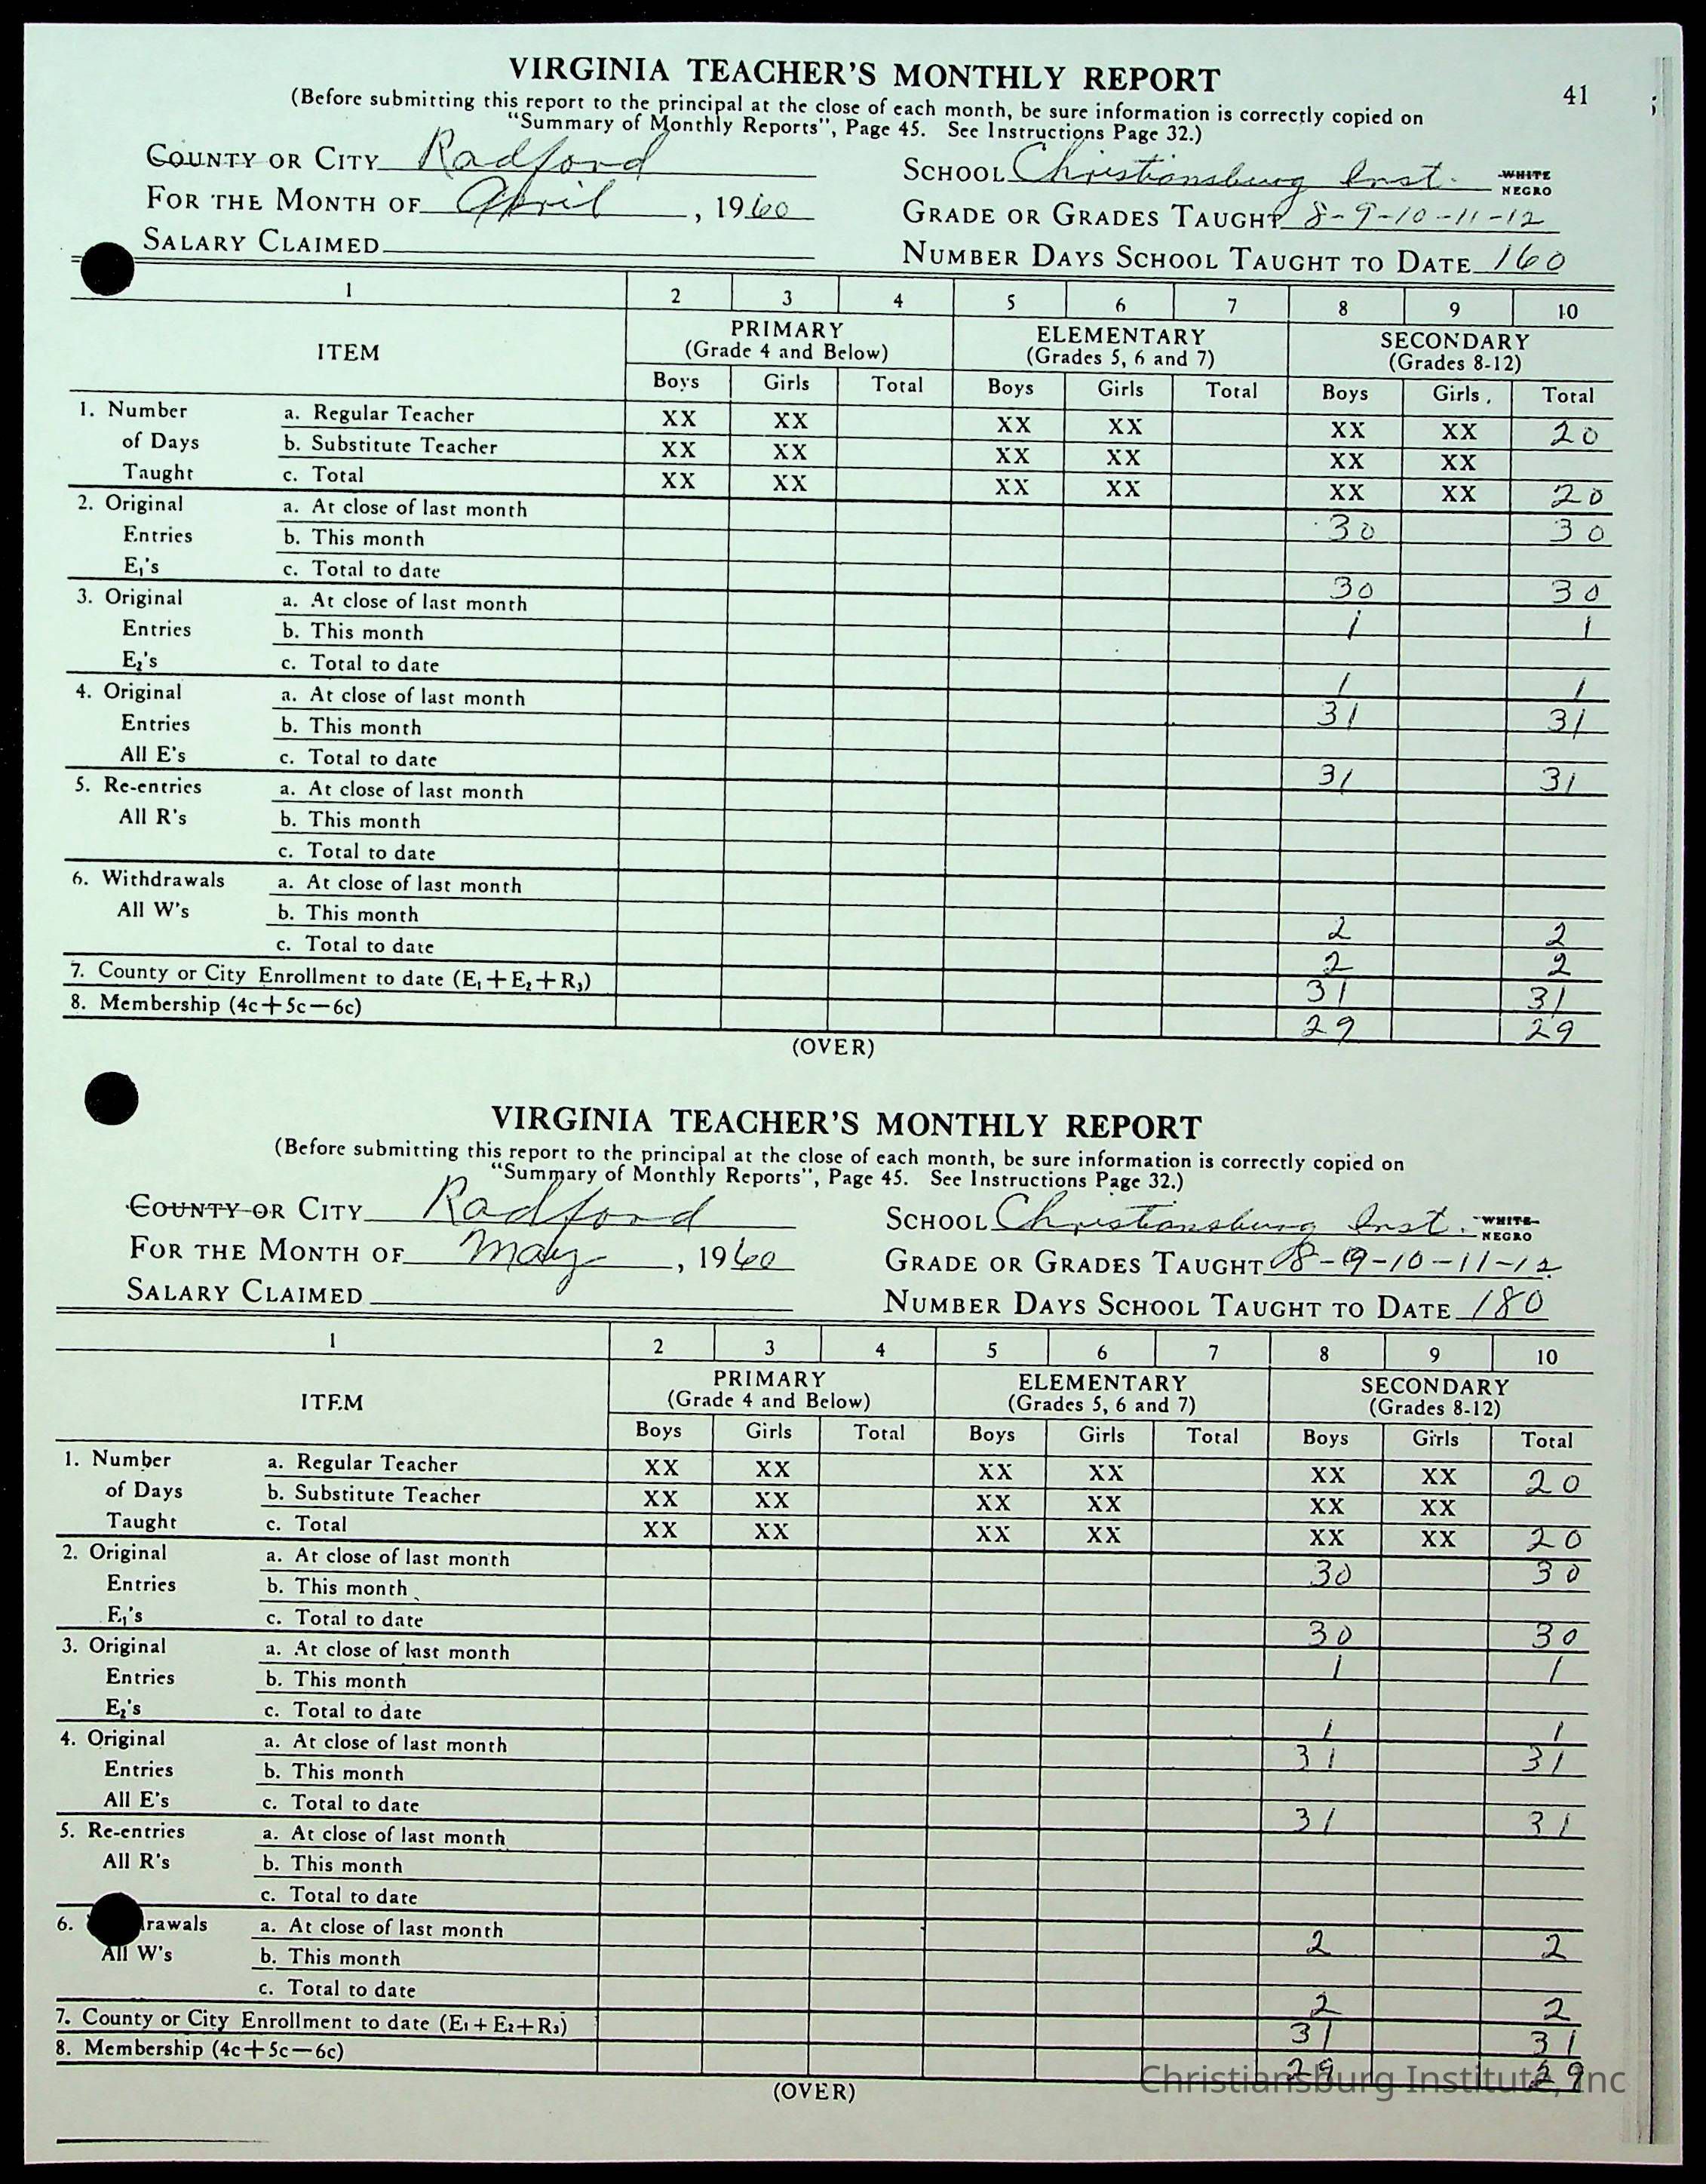 VIRGINIA TEACHER'S MONTHLY REPORT
41
(Before submitting this report to the principal at the close of each month, be sure information is correctly copied on
"Summary of Monthly Reports", Page 45. See Instructions Page 32.)
COUNTY OR CITY Radford
SCHOOL Christiansburg Inst. WHITE NEGRO
FOR THE MONTH OF April, 1960
GRADE OR GRADES TAUGHT 8-9-10-11-12
SALARY CLAIMED
NUMBER DAYS SCHOOL TAUGHT TO DATE 160
1 2 3 4 5 6 7 8 9 10
ITEM PRIMARY (Grade 4 and Below) ELEMENTARY (Grades 5, 6 and 7) SECONDARY (Grades 8-12)
Boys Girls Total Boys Girls Total Boys Girls Total
1. Number a. Regular Teacher XX XX XX XX XX XX 20
of Days b. Substitute Teacher XX XX XX XX XX XX
Taught c. Total XX XX XX XX XX XX 20
2. Original a. At close of last month 30 30
Entries b. This month
E₁'s c. Total to date 30 30
3. Original a. At close of last month 1 1
Entries b. This month
E₂'s c. Total to date 1 1
4. Original a. At close of last month 31 31
Entries b. This month
All E's c. Total to date 31 31
5. Re-entries a. At close of last month
All R's b. This month
c. Total to date
6. Withdrawals a. At close of last month
All W's b. This month 2 2
c. Total to date 2 2
7. County or City Enrollment to date (E₁+E₂+R₃) 31 31
8. Membership (4c+5c—6c) 29 29
(OVER)
VIRGINIA TEACHER'S MONTHLY REPORT
(Before submitting this report to the principal at the close of each month, be sure information is correctly copied on
"Summary of Monthly Reports", Page 45. See Instructions Page 32.)
COUNTY OR CITY Radford
SCHOOL Christiansburg Inst. WHITE NEGRO
FOR THE MONTH OF May, 1960
GRADE OR GRADES TAUGHT 8-9-10-11-12
SALARY CLAIMED
NUMBER DAYS SCHOOL TAUGHT TO DATE 180
1 2 3 4 5 6 7 8 9 10
ITEM PRIMARY (Grade 4 and Below) ELEMENTARY (Grades 5, 6 and 7) SECONDARY (Grades 8-12)
Boys Girls Total Boys Girls Total Boys Girls Total
1. Number a. Regular Teacher XX XX XX XX XX XX 20
of Days b. Substitute Teacher XX XX XX XX XX XX
Taught c. Total XX XX XX XX XX XX 20
2. Original a. At close of last month 30 30
Entries b. This month
E₁'s c. Total to date 30 30
3. Original a. At close of last month 1 1
Entries b. This month
E₂'s c. Total to date 1 1
4. Original a. At close of last month 31 31
Entries b. This month
All E's c. Total to date 31 31
5. Re-entries a. At close of last month
All R's b. This month
c. Total to date
6. rawals a. At close of last month 2 2
All W's b. This month
c. Total to date 2 2
7. County or City Enrollment to date (E₁+E₂+R₃) 31 31
8. Membership (4c+5c—6c) 29 29
Christiansburg Institute, Inc
(OVER)